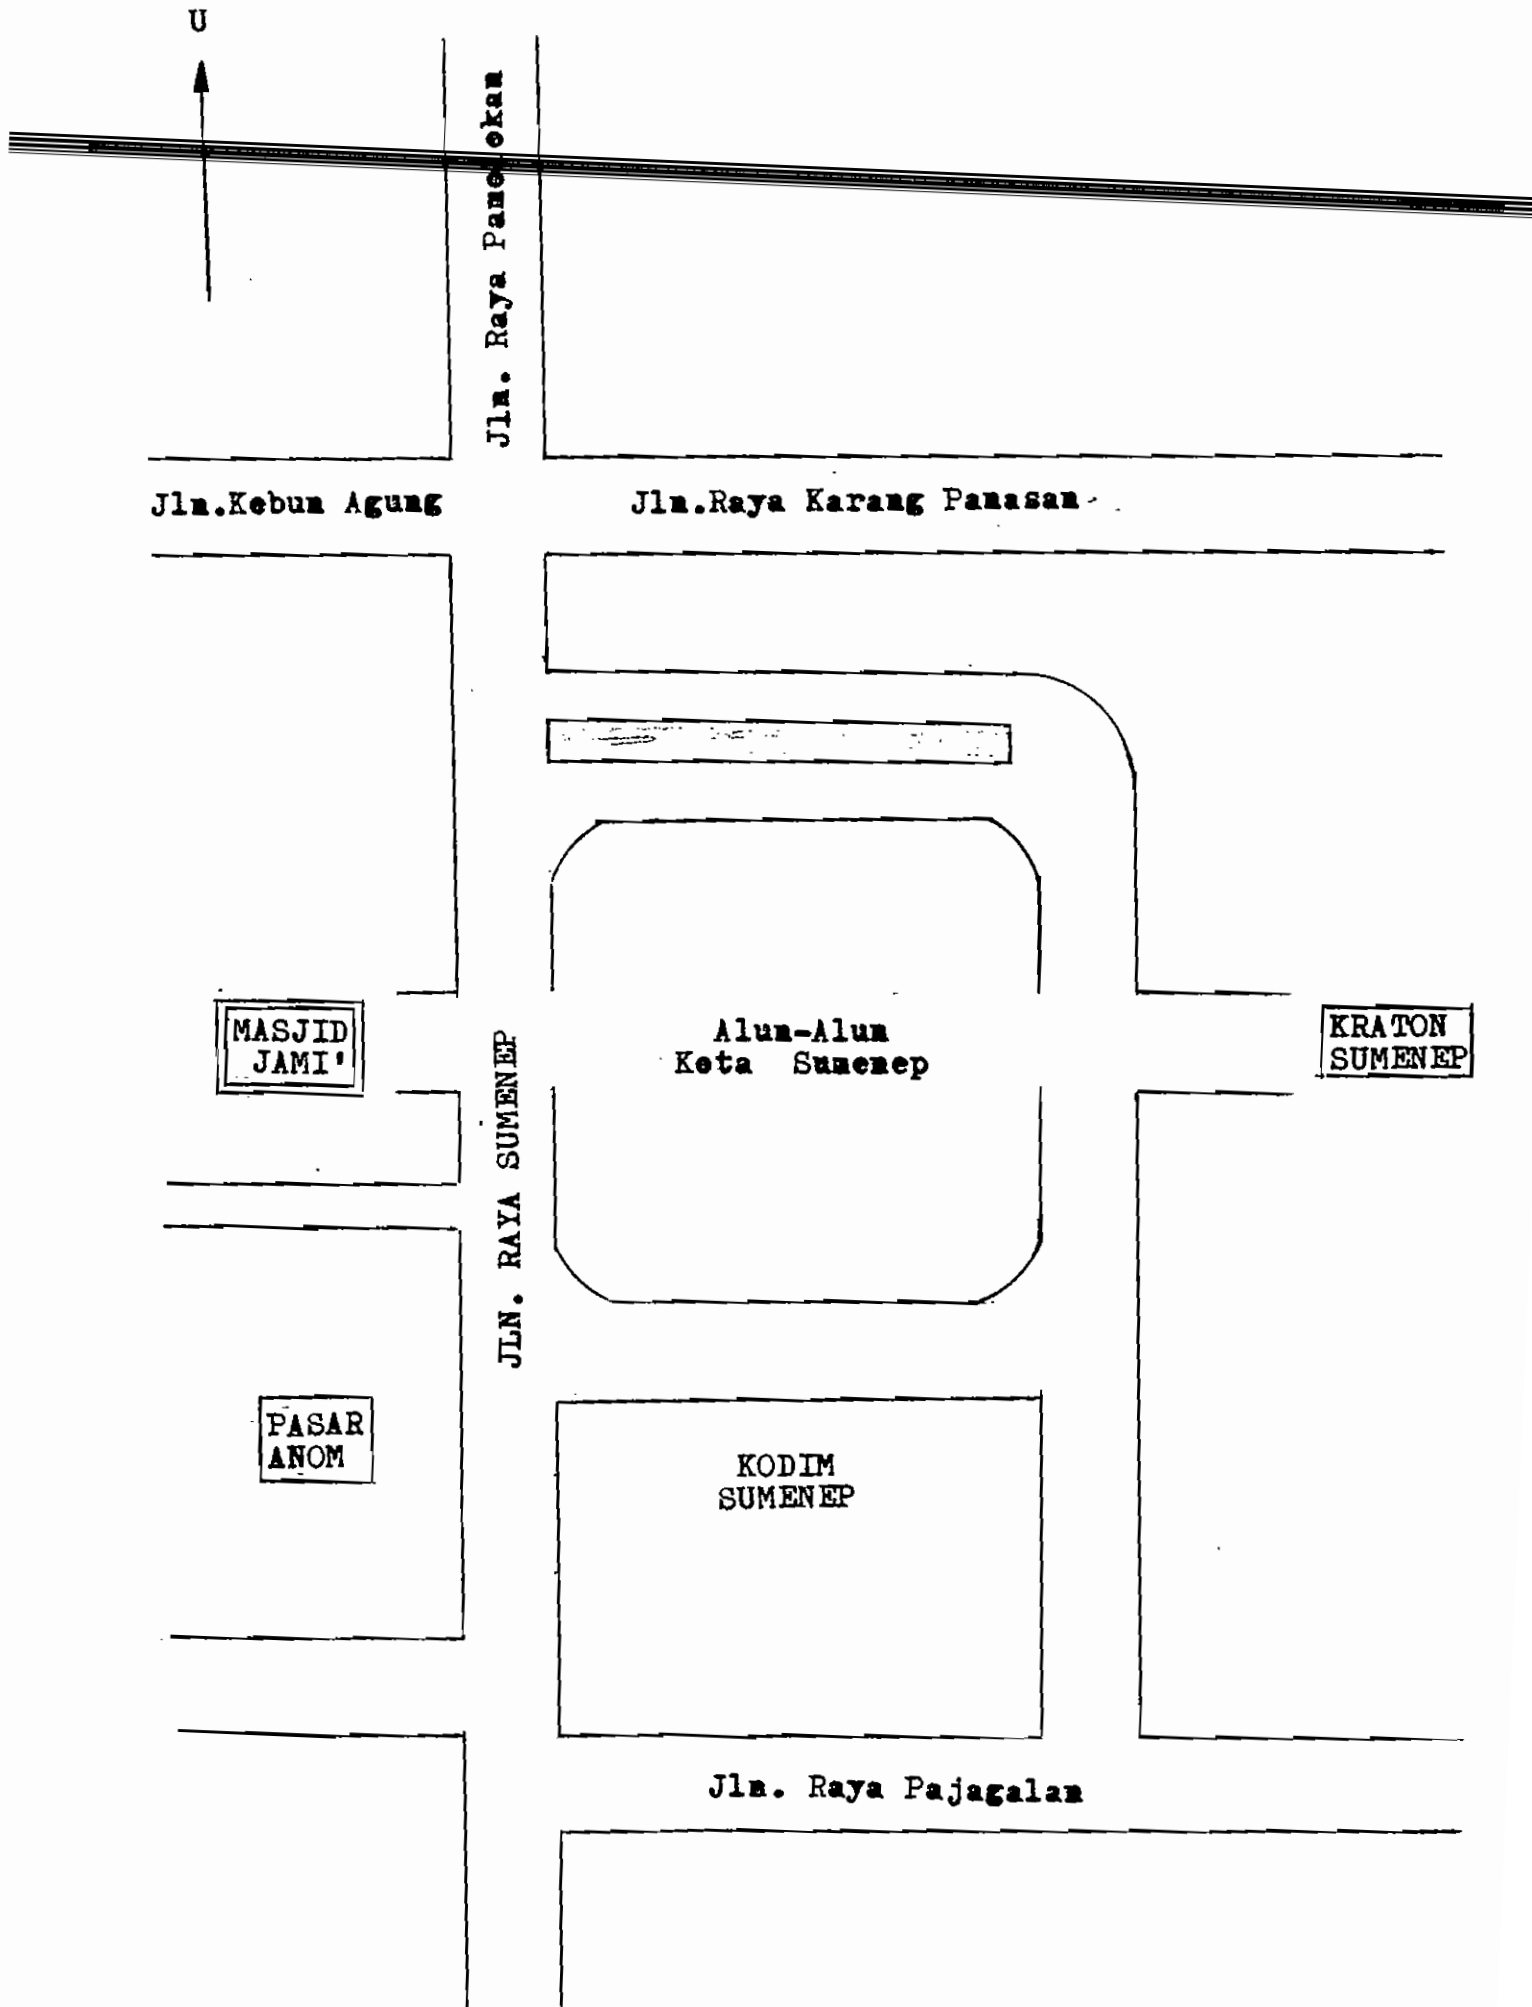 U
Jln. Raya
Jln.Kebun Agung
Jln.Raya Karang Panasan
MASJID
JAMI'
Alun-Alun
Kota Sumenep
KRATON
SUMENEP
JLN. RAYA SUMENEP
PASAR
ANOM
KODIM
SUMENEP
Jln. Raya Pajagalan